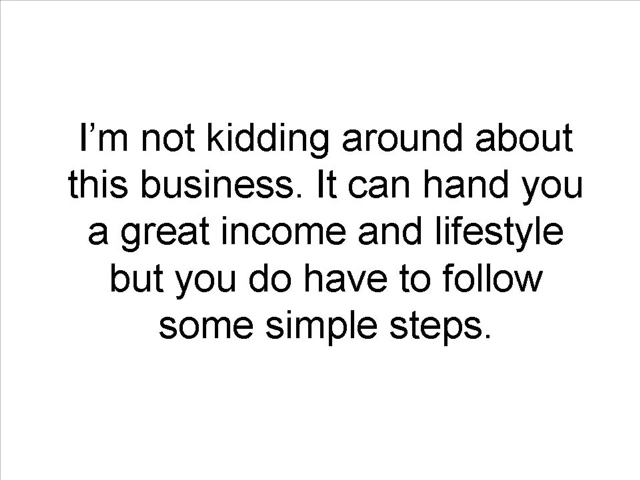 I’m not kidding around about
this business. It can hand you
a great income and lifestyle
but you do have to follow
some simple steps.